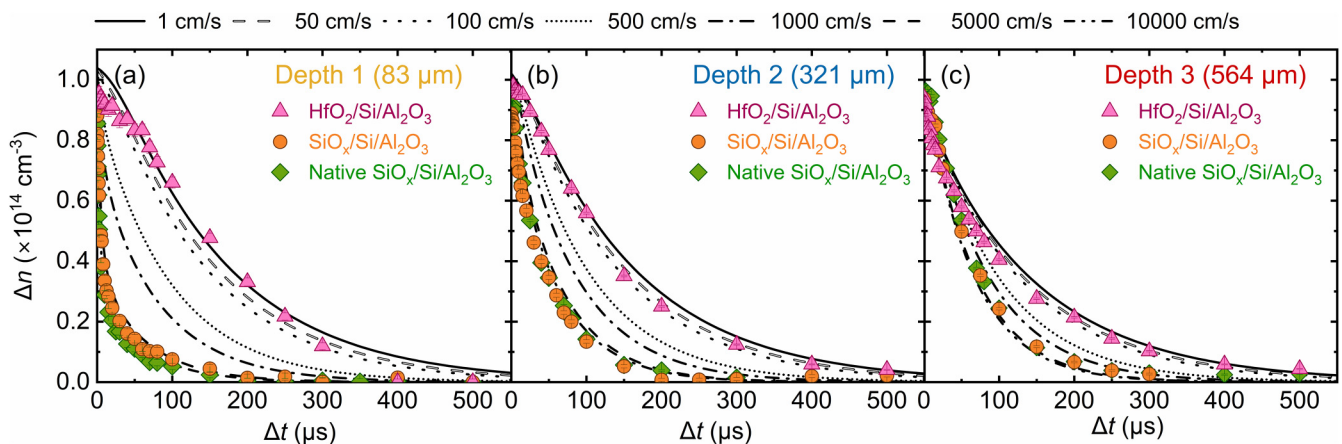 1 cm/s 50 cm/s 100 cm/s 500 cm/s 1000 cm/s 5000 cm/s 10000 cm/s
(a) Depth 1 (83 µm)
HfO₂/Si/Al₂O₃
SiOₓ/Si/Al₂O₃
Native SiOₓ/Si/Al₂O₃
(b) Depth 2 (321 µm)
HfO₂/Si/Al₂O₃
SiOₓ/Si/Al₂O₃
Native SiOₓ/Si/Al₂O₃
(c) Depth 3 (564 µm)
HfO₂/Si/Al₂O₃
SiOₓ/Si/Al₂O₃
Native SiOₓ/Si/Al₂O₃
Δn (×10¹⁴ cm⁻³)
1.0
0.8
0.6
0.4
0.2
0.0
0 100 200 300 400 500 0 100 200 300 400 500 100 200 300 400 500
Δt (µs) Δt (µs) Δt (µs)